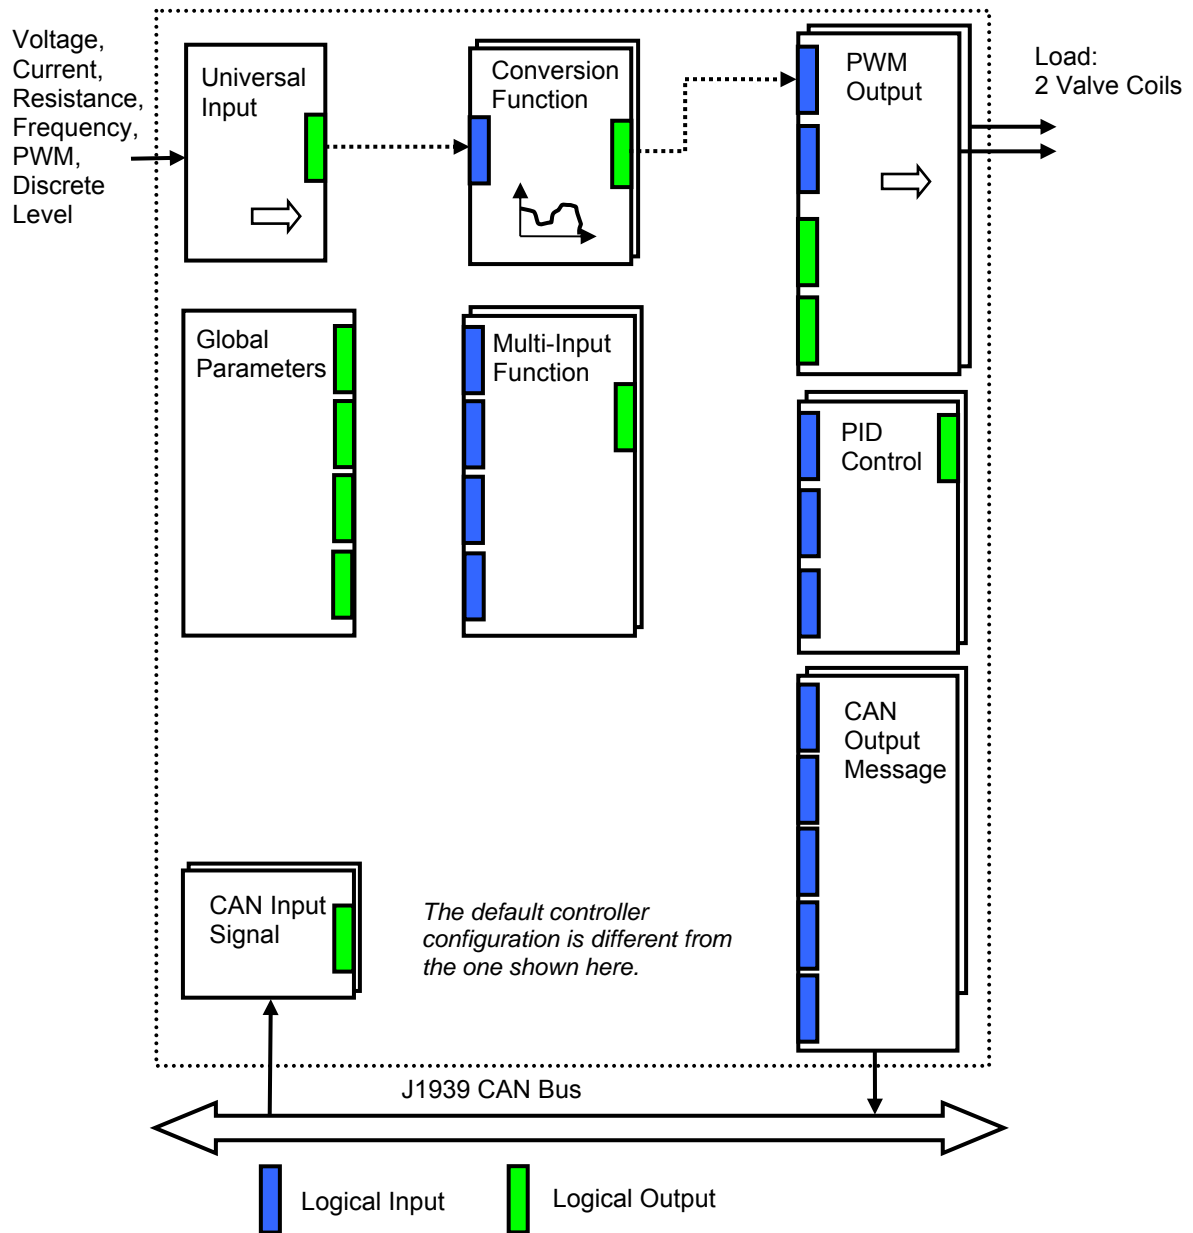 Voltage,
Current,
Resistance,
Frequency,
PWM,
Discrete
Level
Universal
Input
Conversion
Function
PWM
Output
Load:
2 Valve Coils
Global
Parameters
Multi-Input
Function
PID
Control
CAN
Output
Message
CAN Input
Signal
The default controller
configuration is different from
the one shown here.
J1939 CAN Bus
Logical Input
Logical Output